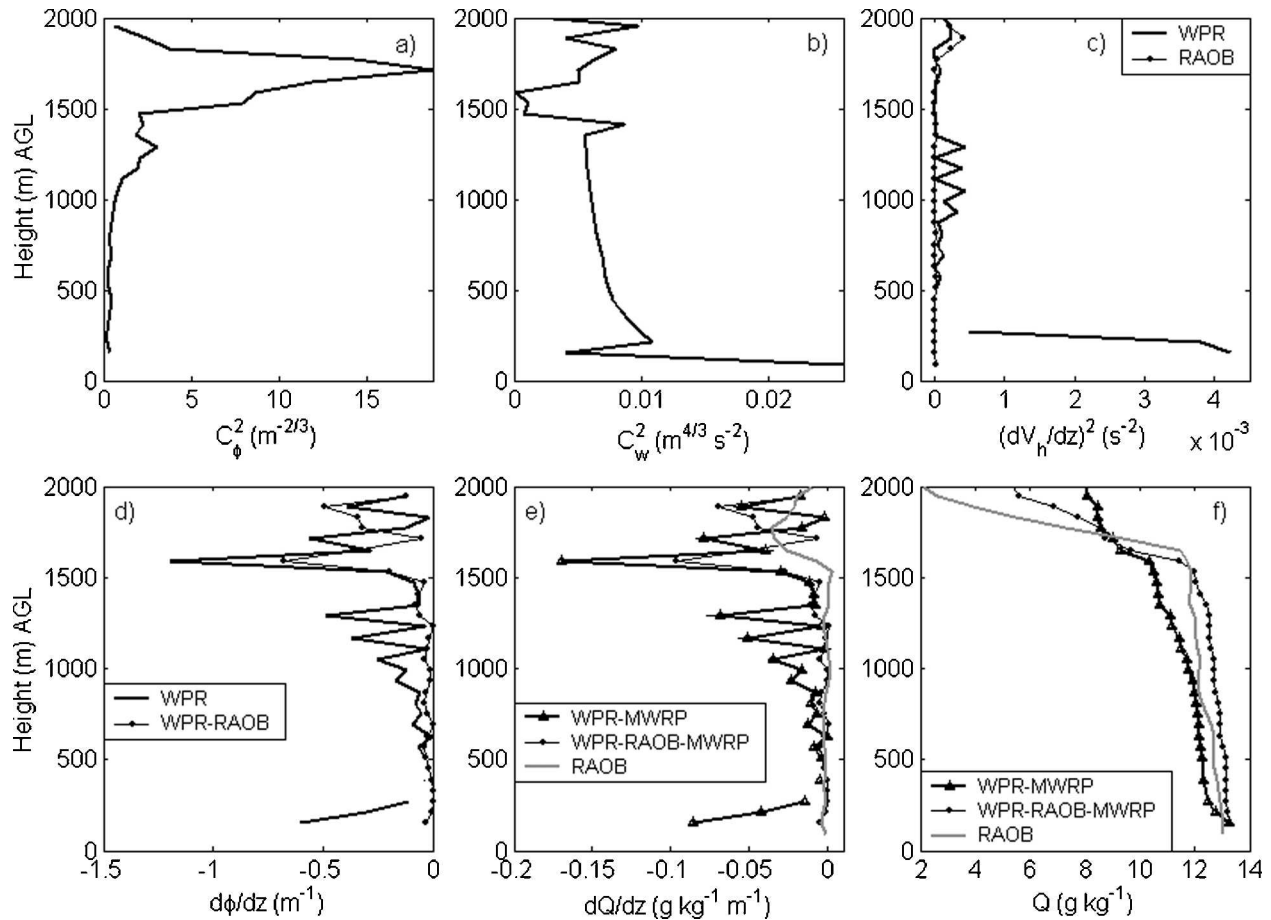 2000
1500
1000
500
0
Height (m) AGL
a)
0 5 10 15
C²ϕ (m⁻²ᐟ³)
2000
1500
1000
500
0
b)
0 0.01 0.02
C²w (m⁴ᐟ³ s⁻²)
2000
1500
1000
500
0
c)
WPR
RAOB
0 1 2 3 4
(dVh/dz)² (s⁻²)
x 10⁻³
2000
1500
1000
500
0
Height (m) AGL
d)
WPR
WPR-RAOB
-1.5 -1 -0.5 0
dϕ/dz (m⁻¹)
2000
1500
1000
500
0
e)
WPR-MWRP
WPR-RAOB-MWRP
RAOB
-0.2 -0.15 -0.1 -0.05 0
dQ/dz (g kg⁻¹ m⁻¹)
2000
1500
1000
500
0
f)
WPR-MWRP
WPR-RAOB-MWRP
RAOB
2 4 6 8 10 12 14
Q (g kg⁻¹)